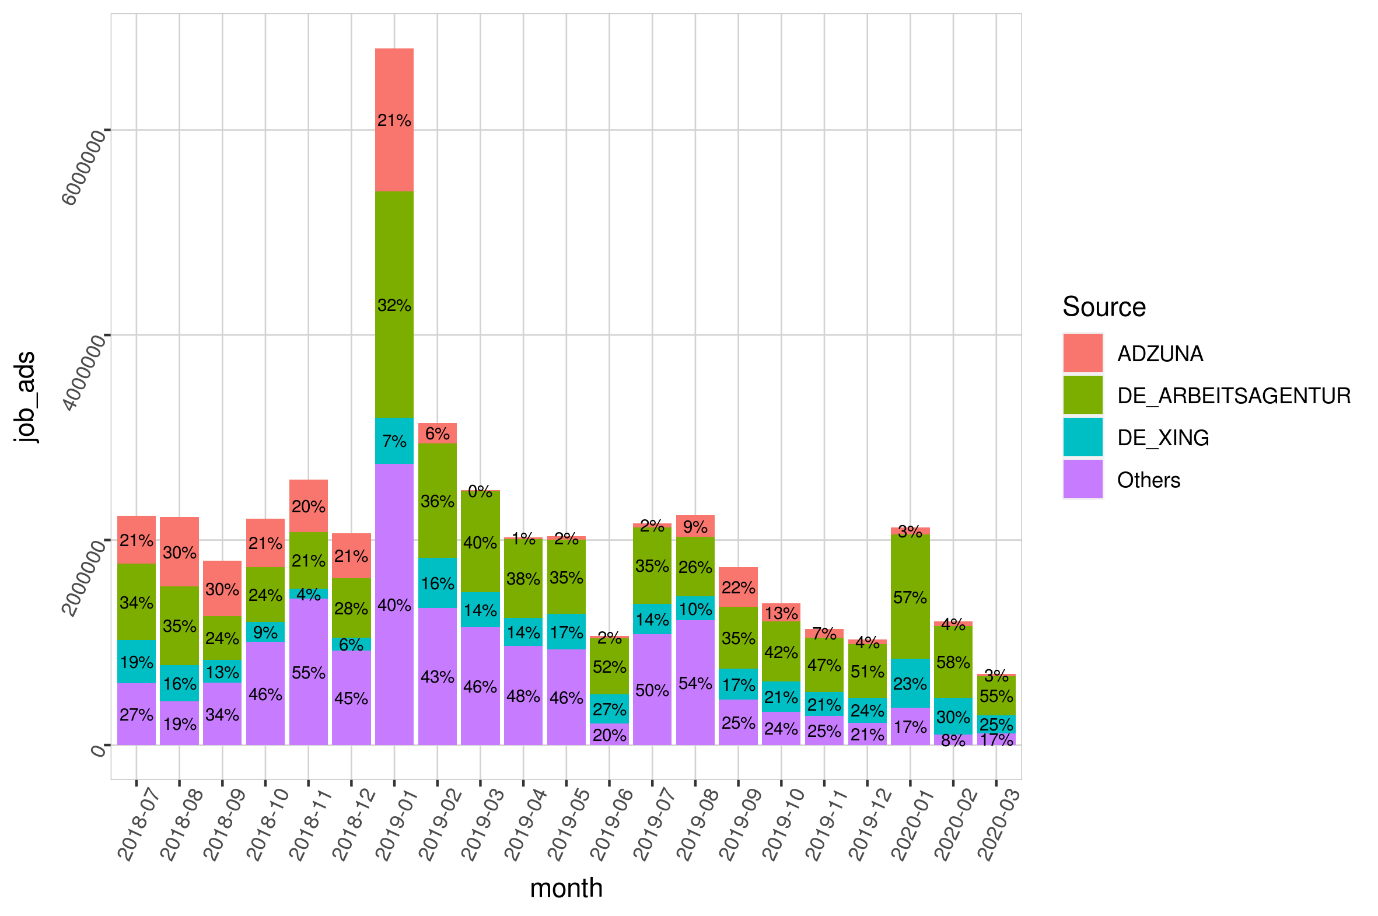 6000000
4000000
2000000
0
job_ads
21% 34% 19% 27%
30% 35% 16% 19%
30% 24% 13% 34%
21% 24% 9% 46%
20% 21% 4% 55%
21% 28% 6% 45%
21% 32% 7% 40%
6% 36% 16% 43%
0% 40% 14% 46%
1% 38% 14% 48%
2% 35% 17% 46%
2% 52% 27% 20%
2% 35% 14% 50%
9% 26% 10% 54%
22% 35% 17% 25%
13% 42% 21% 24%
7% 47% 21% 25%
4% 51% 24% 21%
3% 57% 23% 17%
4% 58% 30% 8%
3% 55% 25% 17%
2018-07 2018-08 2018-09 2018-10 2018-11 2018-12 2019-01 2019-02 2019-03 2019-04 2019-05 2019-06 2019-07 2019-08 2019-09 2019-10 2019-11 2019-12 2020-01 2020-02 2020-03
month
Source
ADZUNA
DE_ARBEITSAGENTUR
DE_XING
Others